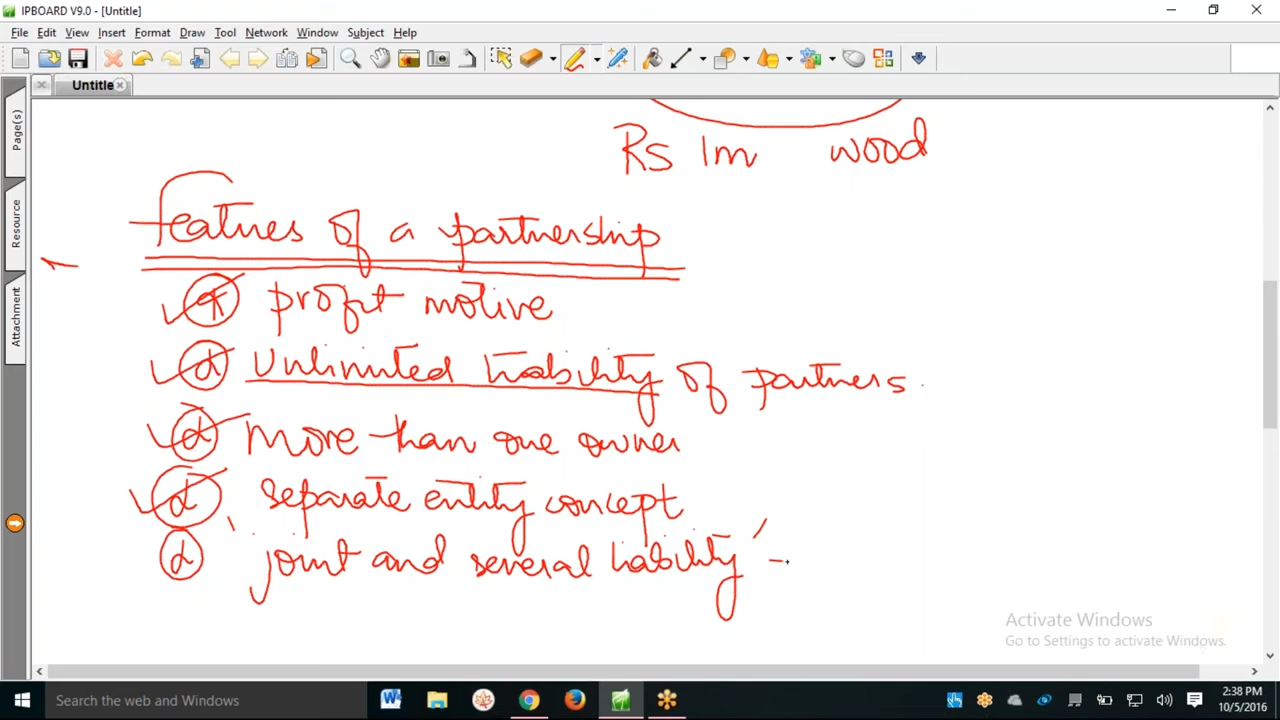 IPBOARD V9.0 - [Untitle]
File Edit View Insert Format Draw Tool Network Window Subject Help
Untitle
Page(s)
Resource
Attachment
Rs 1m wood
features of a partnership
profit motive
Unlimited liability of partners
more than one owner
separate entity concept
'joint and several liability' -
Activate Windows
Go to Settings to activate Windows.
Search the web and Windows
2:38 PM
10/5/2016